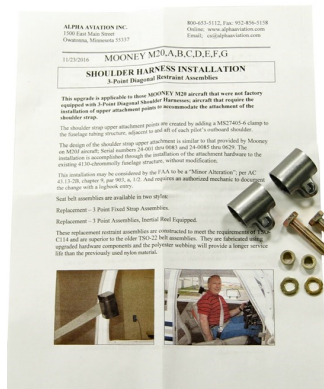 ALPHA AVIATION INC.
1500 East Main Street
Owatonna, Minnesota 55337
800-653-5112, Fax: 952-856-5158
Online: www.alphaaviation.com
Email: cs@alphaaviation.com
11/23/2016
MOONEY M20,A,B,C,D,E,F,G
SHOULDER HARNESS INSTALLATION
3-Point Diagonal Restraint Assemblies
This upgrade is applicable to those MOONEY M20 aircraft that were not factory
equipped with 3-Point Diagonal Shoulder Harnesses; aircraft that require the
installation of upper attachment points to accommodate the attachment of the
shoulder strap.
The shoulder strap upper attachment points are created by adding a MS27405-6 clamp to
the fuselage tubing structure, adjacent to and aft of each pilot's outboard shoulder.
The design of the shoulder strap upper attachment is similar to that provided by Mooney
on M20J aircraft; Serial numbers 24-001 thru 0083 and 24-0085 thru 0629. The
installation is accomplished through the installation of the attachment hardware to the
existing 4130-chromemolly fuselage structure; without modification.
This installation may be considered by the FAA to be a "Minor Alteration"; per AC
43.13-2B, chapter 9, par 903, a, 1/2. And requires an authorized mechanic to document
the change with a logbook entry.
Seat belt assemblies are available in two styles:
Replacement – 3 Point Fixed Strap Assemblies.
Replacement – 3 Point Assemblies, Inertial Reel Equipped.
These replacement restraint assemblies are constructed to meet the requirements of TSO-
C114 and are superior to the older TSO-22 belt assemblies. They are fabricated using
upgraded hardware components and the polyester webbing will provide a longer service
life than the previously used nylon material.